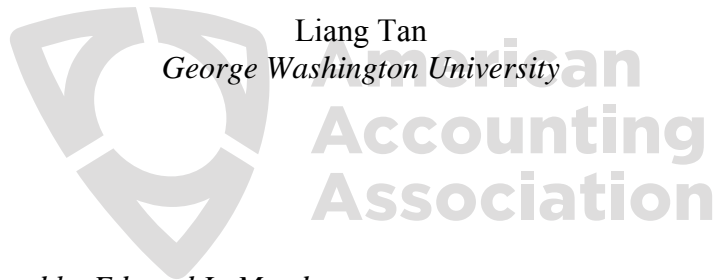 Liang Tan
George Washington University
American
Accounting
Association